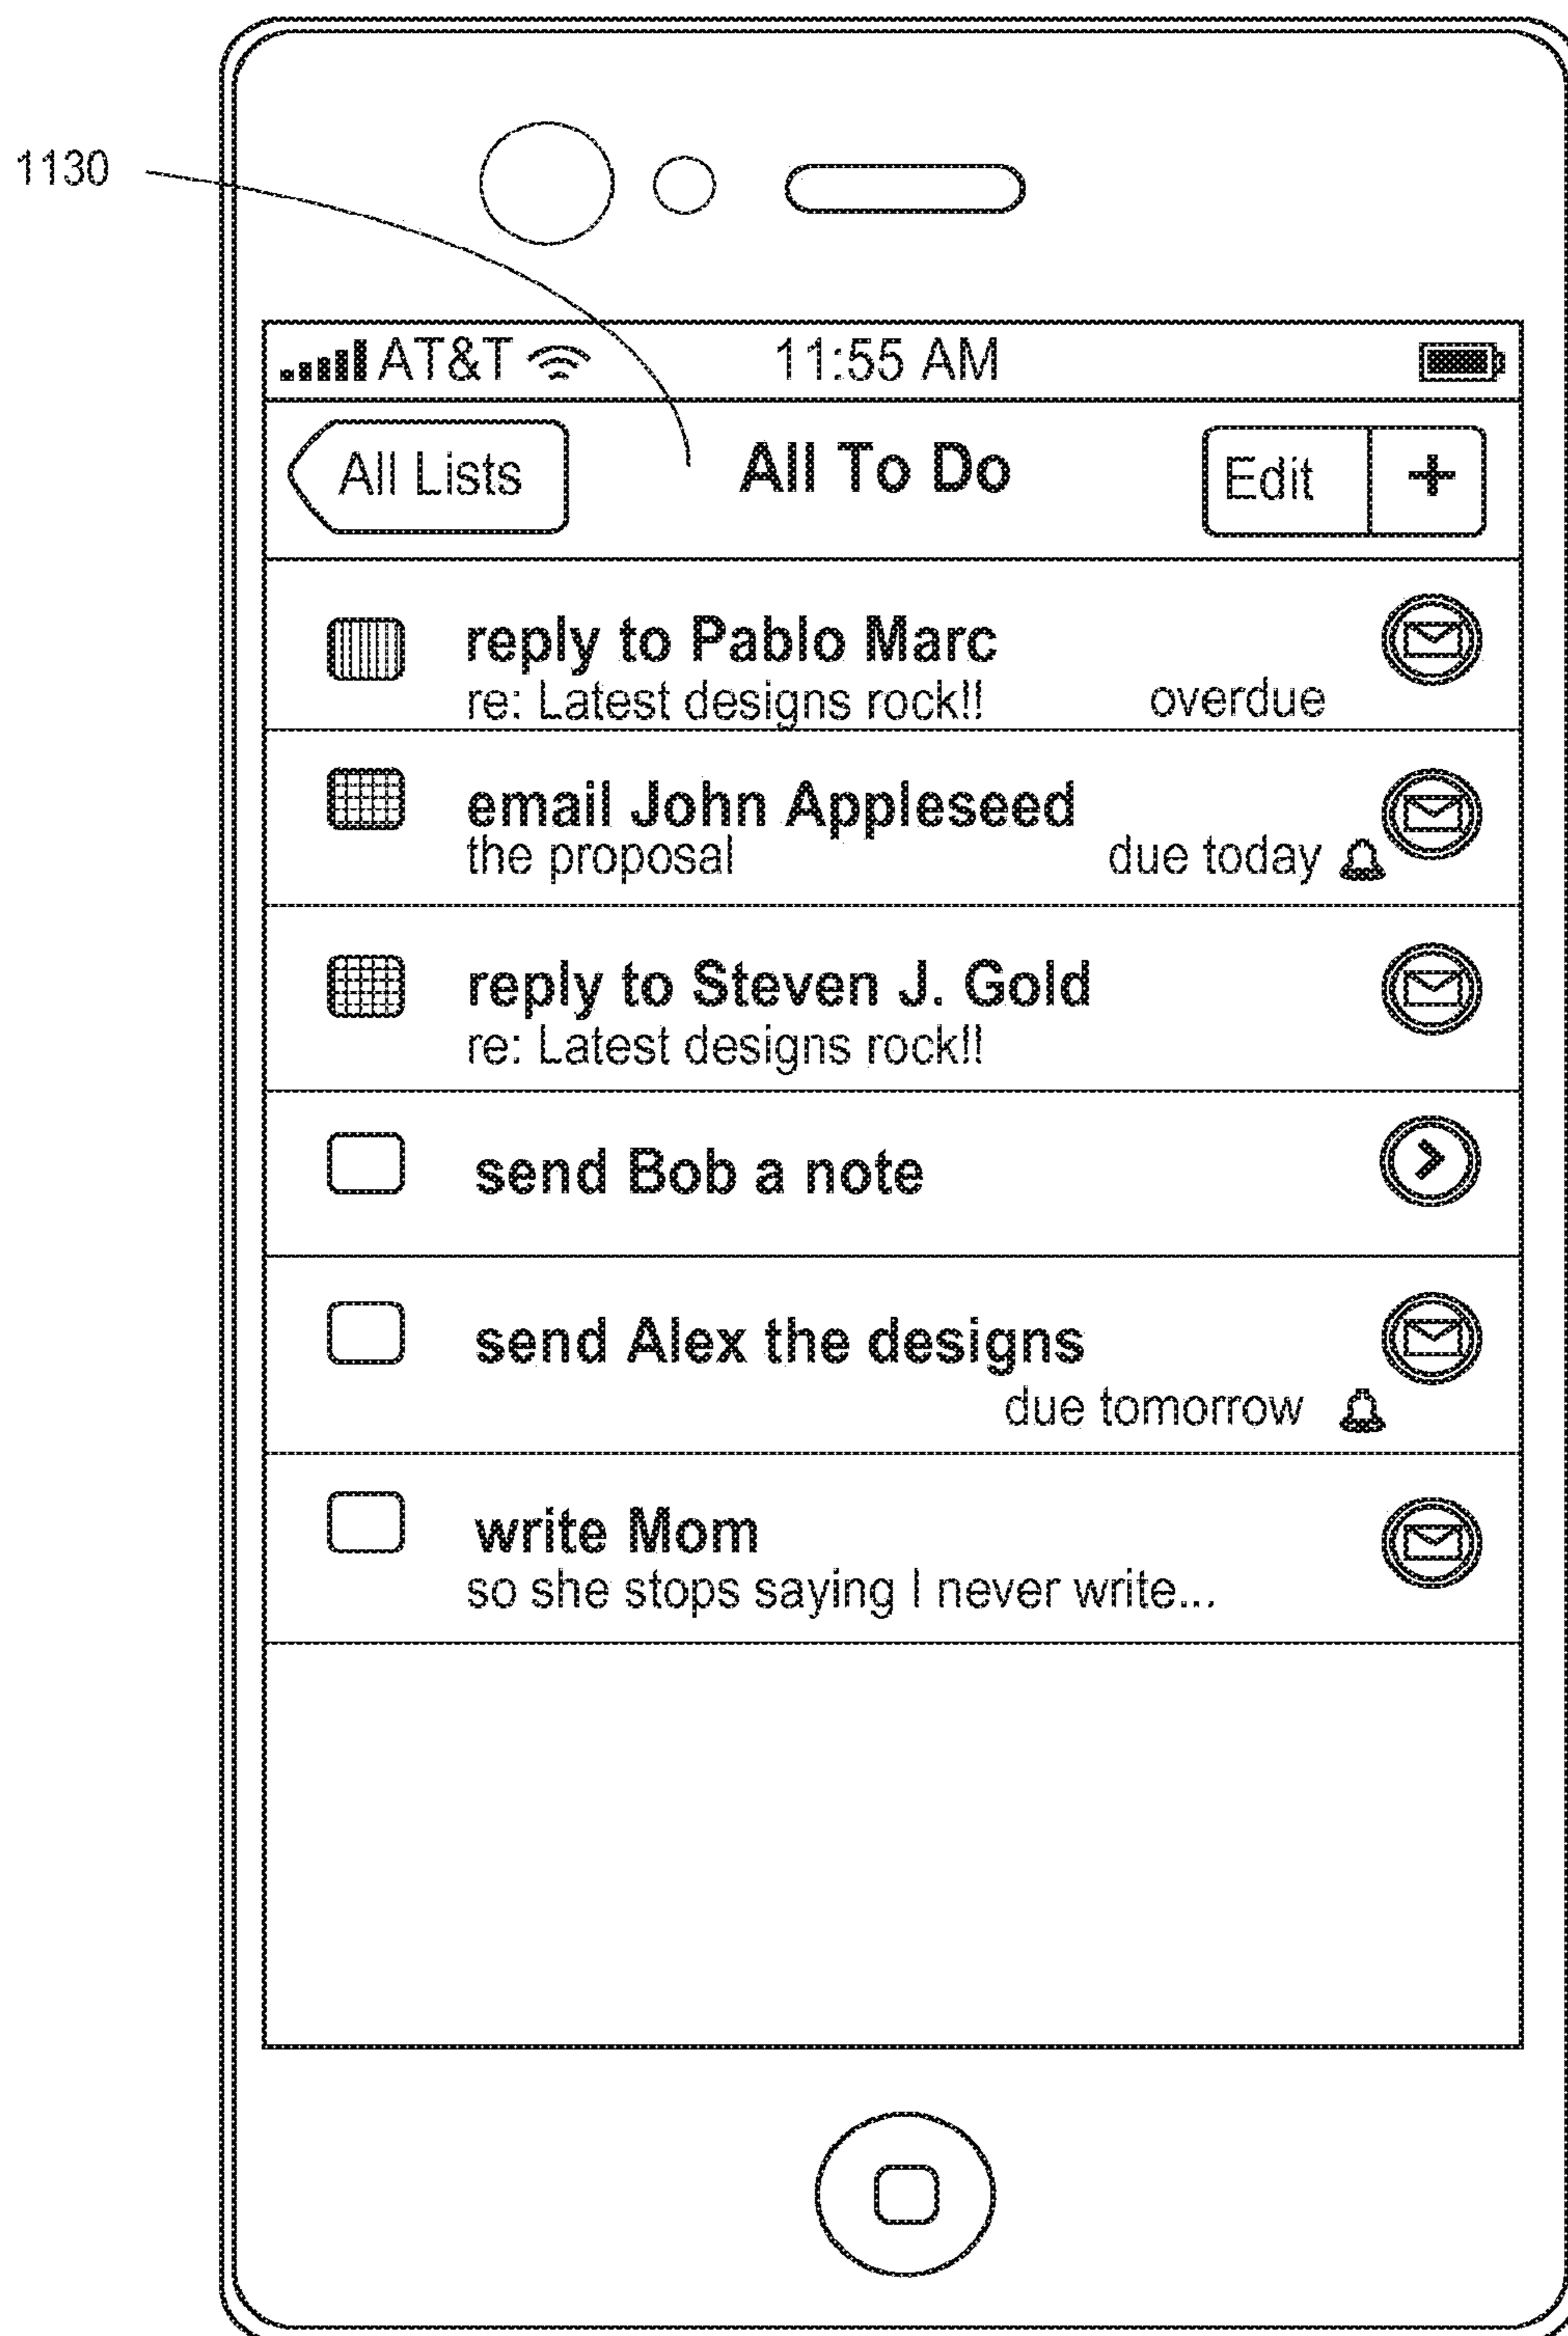 1130
AT&T 11:55 AM
All Lists All To Do Edit +
reply to Pablo Marc
re: Latest designs rock!! overdue
email John Appleseed
the proposal due today
reply to Steven J. Gold
re: Latest designs rock!!
send Bob a note
send Alex the designs
due tomorrow
write Mom
so she stops saying I never write...